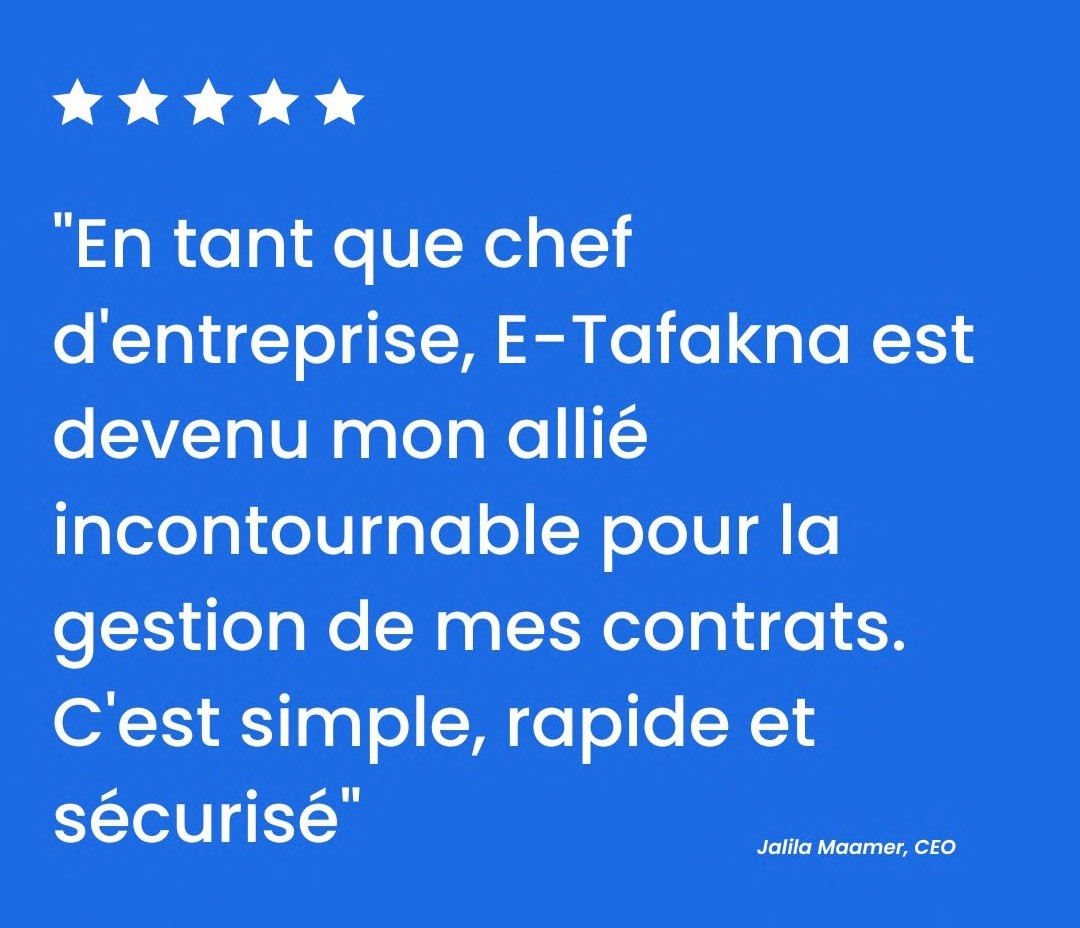 "En tant que chef
d'entreprise, E-Tafakna est
devenu mon allié
incontournable pour la
gestion de mes contrats.
C'est simple, rapide et
sécurisé"
Jalila Maamer, CEO